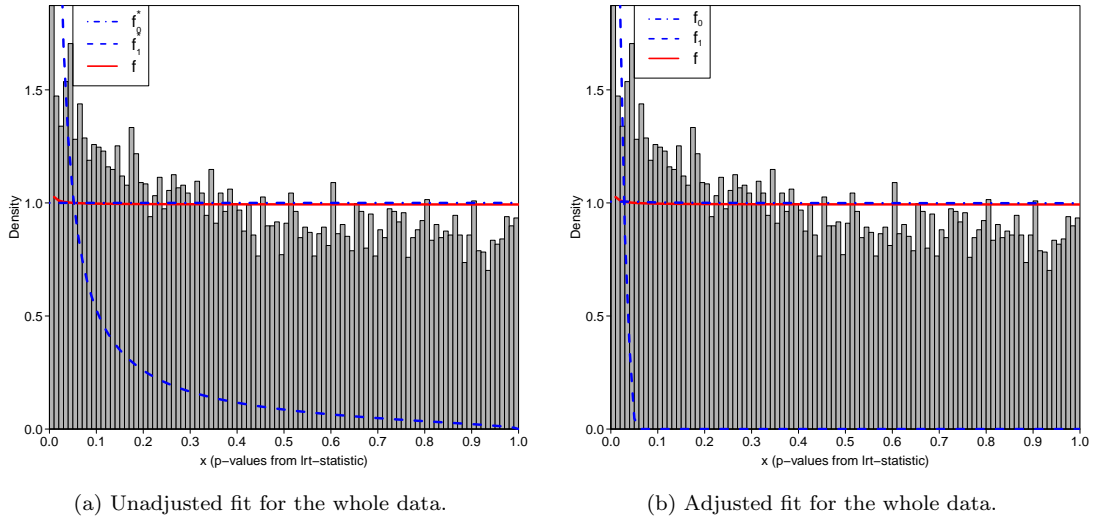 f*0
f*1
f
1.5
1.0
0.5
0.0
Density
0.0 0.1 0.2 0.3 0.4 0.5 0.6 0.7 0.8 0.9 1.0
x (p−values from lrt−statistic)
(a) Unadjusted fit for the whole data.
f0
f1
f
1.5
1.0
0.5
0.0
Density
0.0 0.1 0.2 0.3 0.4 0.5 0.6 0.7 0.8 0.9 1.0
x (p−values from lrt−statistic)
(b) Adjusted fit for the whole data.